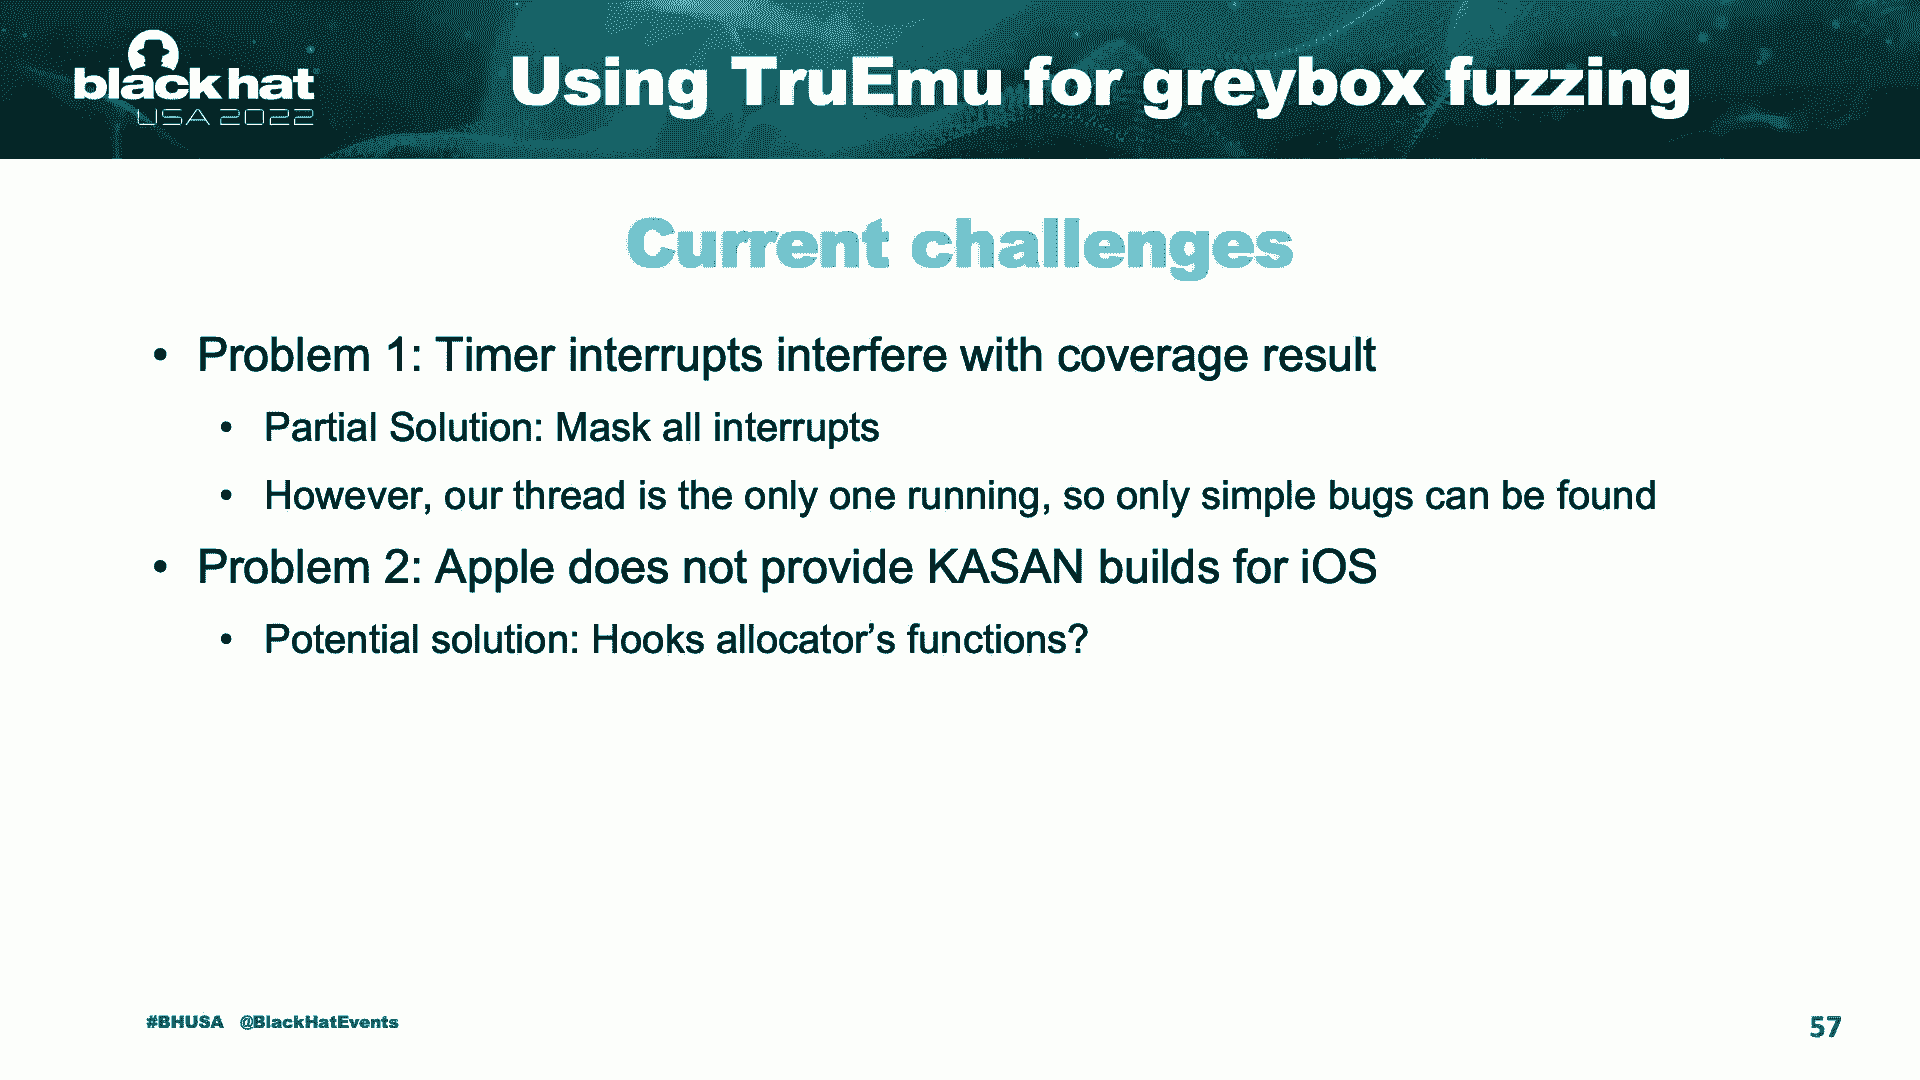 black hat
USA 2022
Using TruEmu for greybox fuzzing
Current challenges
• Problem 1: Timer interrupts interfere with coverage result
• Partial Solution: Mask all interrupts
• However, our thread is the only one running, so only simple bugs can be found
• Problem 2: Apple does not provide KASAN builds for iOS
• Potential solution: Hooks allocator’s functions?
#BHUSA @BlackHatEvents
57